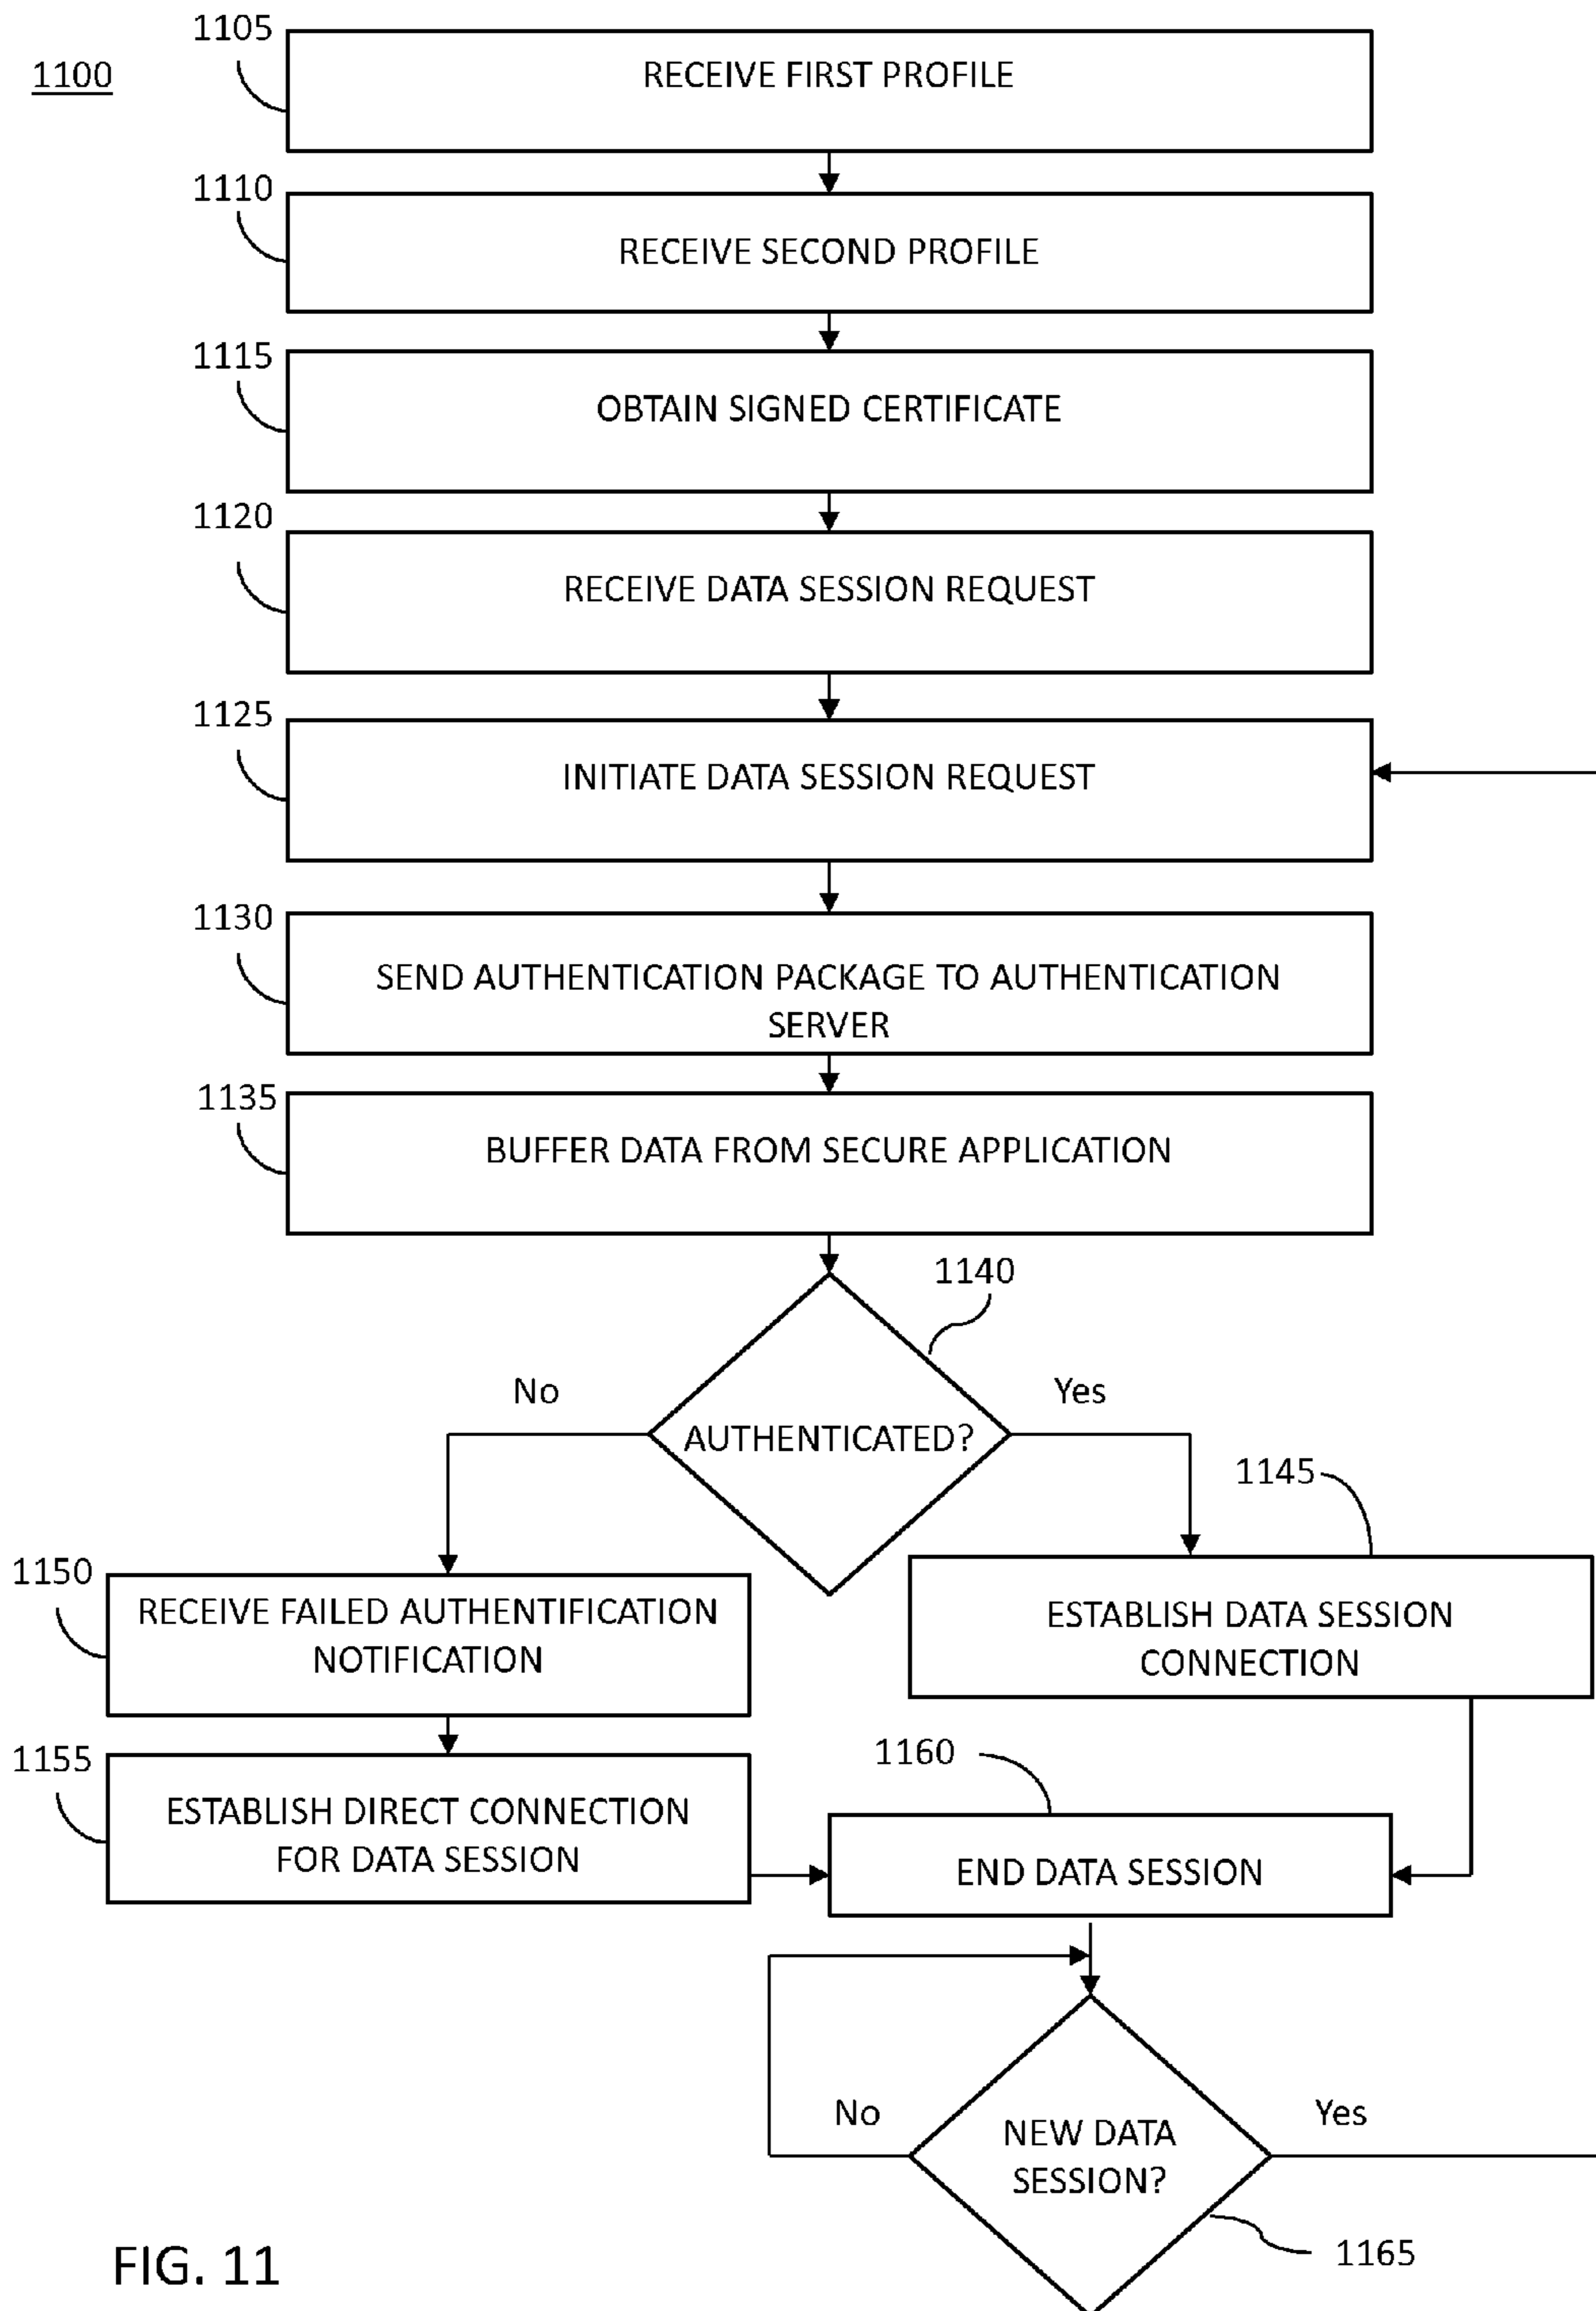 1100
1105
RECEIVE FIRST PROFILE
1110
RECEIVE SECOND PROFILE
1115
OBTAIN SIGNED CERTIFICATE
1120
RECEIVE DATA SESSION REQUEST
1125
INITIATE DATA SESSION REQUEST
1130
SEND AUTHENTICATION PACKAGE TO AUTHENTICATION
SERVER
1135
BUFFER DATA FROM SECURE APPLICATION
1140
No
Yes
AUTHENTICATED?
1145
ESTABLISH DATA SESSION
CONNECTION
1150
RECEIVE FAILED AUTHENTIFICATION
NOTIFICATION
1155
ESTABLISH DIRECT CONNECTION
FOR DATA SESSION
1160
END DATA SESSION
No
Yes
NEW DATA
SESSION?
1165
FIG. 11